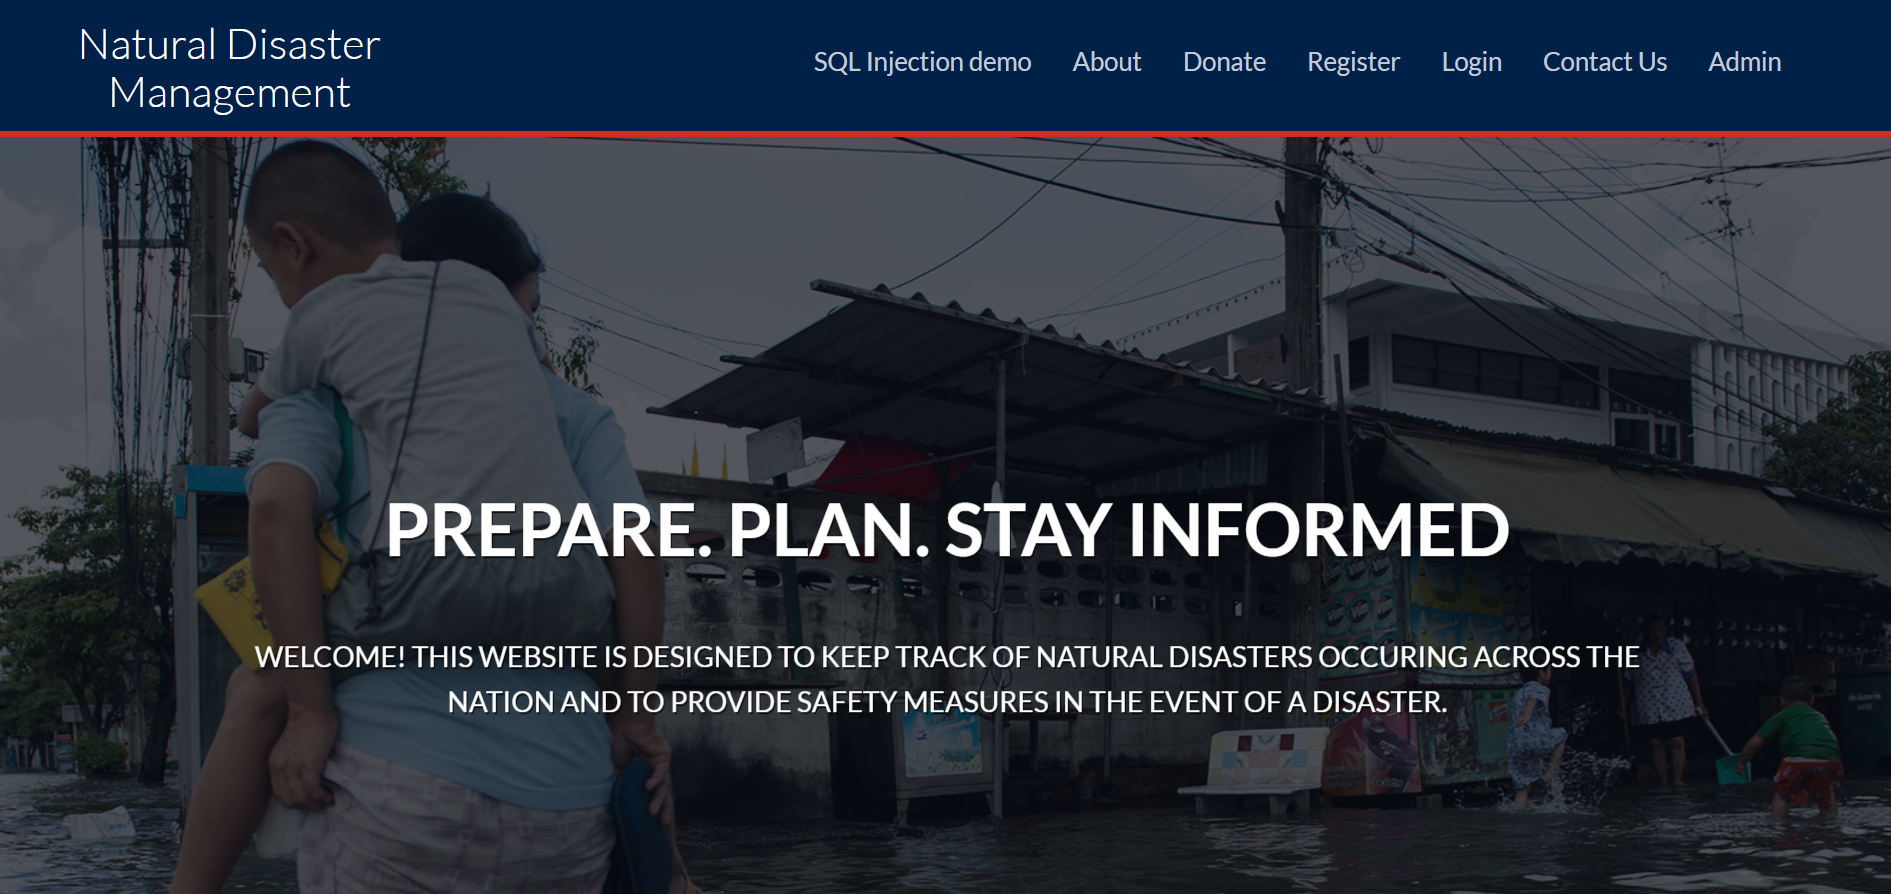 Natural Disaster
Management
SQL Injection demo About Donate Register Login Contact Us Admin
PREPARE. PLAN. STAY INFORMED
WELCOME! THIS WEBSITE IS DESIGNED TO KEEP TRACK OF NATURAL DISASTERS OCCURING ACROSS THE
NATION AND TO PROVIDE SAFETY MEASURES IN THE EVENT OF A DISASTER.